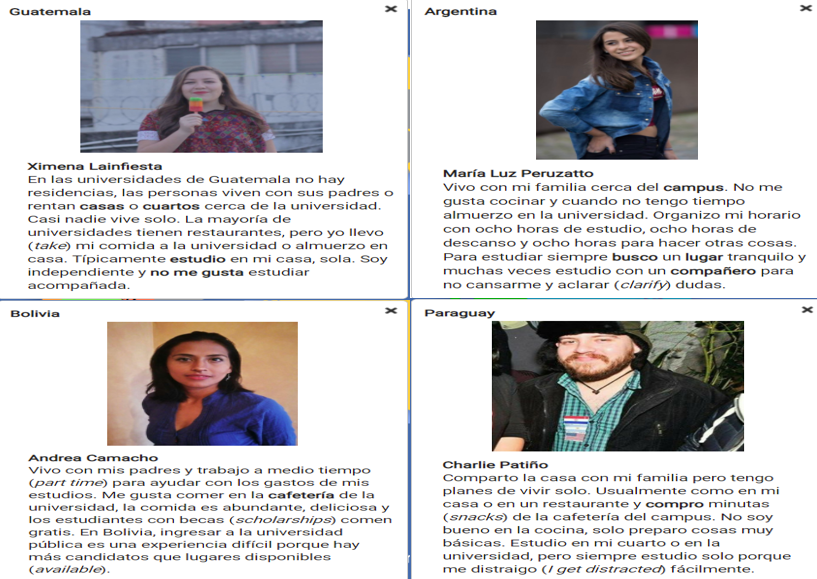 Guatemala ×
Ximena Lainfiesta
En las universidades de Guatemala no hay
residencias, las personas viven con sus padres o
rentan casas o cuartos cerca de la universidad.
Casi nadie vive solo. La mayoría de
universidades tienen restaurantes, pero yo llevo
(take) mi comida a la universidad o almuerzo en
casa. Típicamente estudio en mi casa, sola. Soy
independiente y no me gusta estudiar
acompañada.
Argentina ×
María Luz Peruzatto
Vivo con mi familia cerca del campus. No me
gusta cocinar y cuando no tengo tiempo
almuerzo en la universidad. Organizo mi horario
con ocho horas de estudio, ocho horas de
descanso y ocho horas para hacer otras cosas.
Para estudiar siempre busco un lugar tranquilo y
muchas veces estudio con un compañero para
no cansarme y aclarar (clarify) dudas.
Bolivia ×
Andrea Camacho
Vivo con mis padres y trabajo a medio tiempo
(part time) para ayudar con los gastos de mis
estudios. Me gusta comer en la cafetería de la
universidad, la comida es abundante, deliciosa y
los estudiantes con becas (scholarships) comen
gratis. En Bolivia, ingresar a la universidad
pública es una experiencia difícil porque hay
más candidatos que lugares disponibles
(available).
Paraguay ×
Charlie Patiño
Comparto la casa con mi familia pero tengo
planes de vivir solo. Usualmente como en mi
casa o en un restaurante y compro minutas
(snacks) de la cafetería del campus. No soy
bueno en la cocina, solo preparo cosas muy
básicas. Estudio en mi cuarto o en la
universidad, pero siempre estudio solo porque
me distraigo (I get distracted) fácilmente.